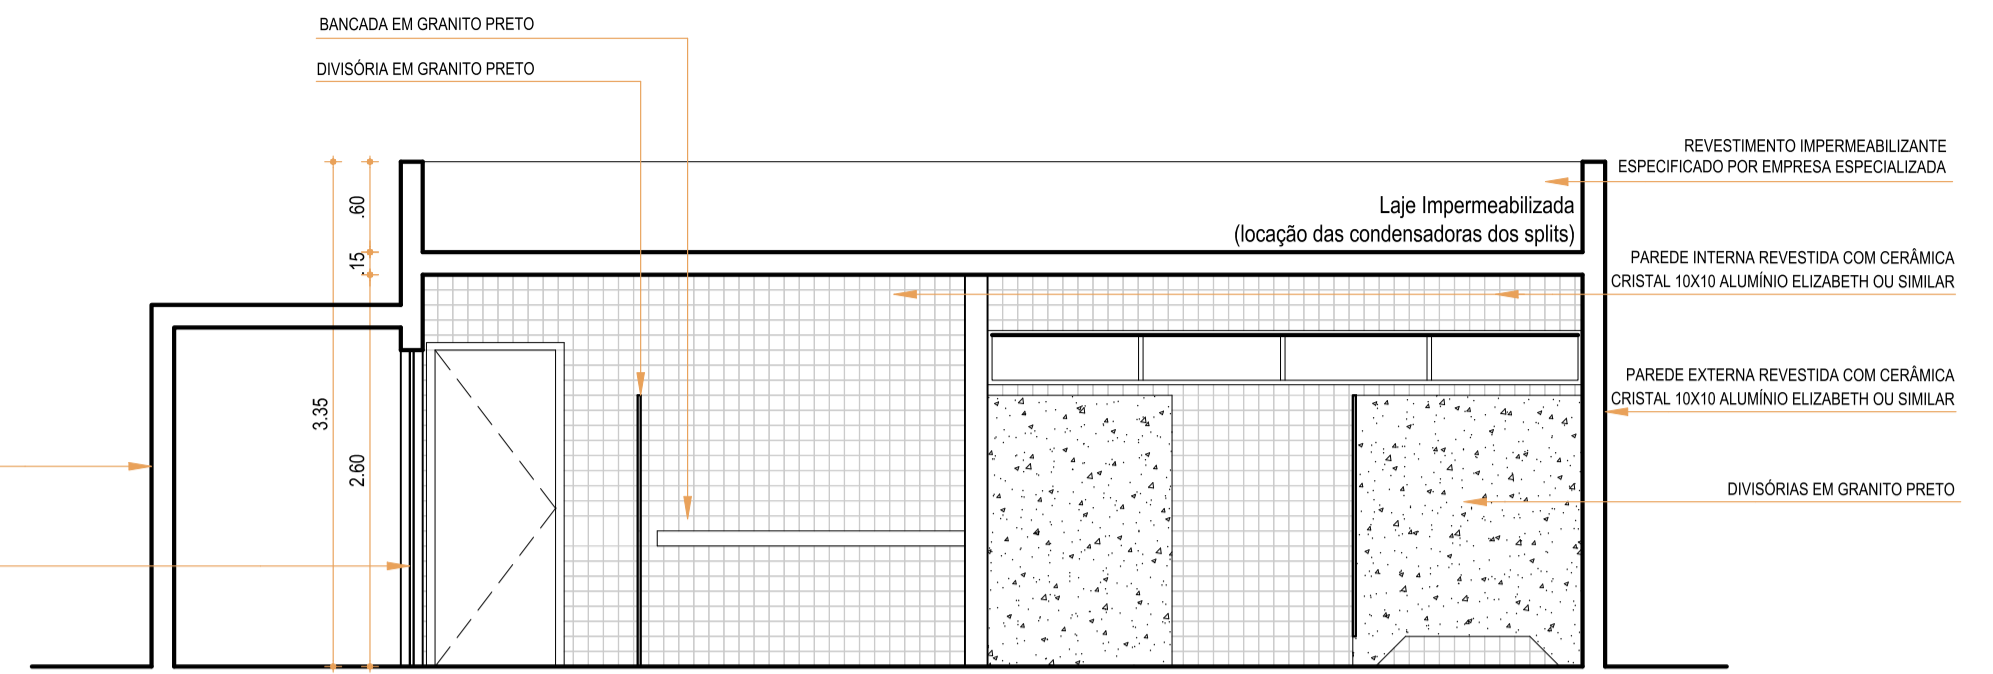 BANCADA EM GRANITO PRETO
DIVISÓRIA EM GRANITO PRETO
REVESTIMENTO IMPERMEABILIZANTE
ESPECIFICADO POR EMPRESA ESPECIALIZADA
Laje Impermeabilizada
(locação das condensadoras dos splits)
PAREDE INTERNA REVESTIDA COM CERÂMICA
CRISTAL 10X10 ALUMÍNIO ELIZABETH OU SIMILAR
PAREDE EXTERNA REVESTIDA COM CERÂMICA
CRISTAL 10X10 ALUMÍNIO ELIZABETH OU SIMILAR
DIVISÓRIAS EM GRANITO PRETO
.60
.15
3.35
2.60